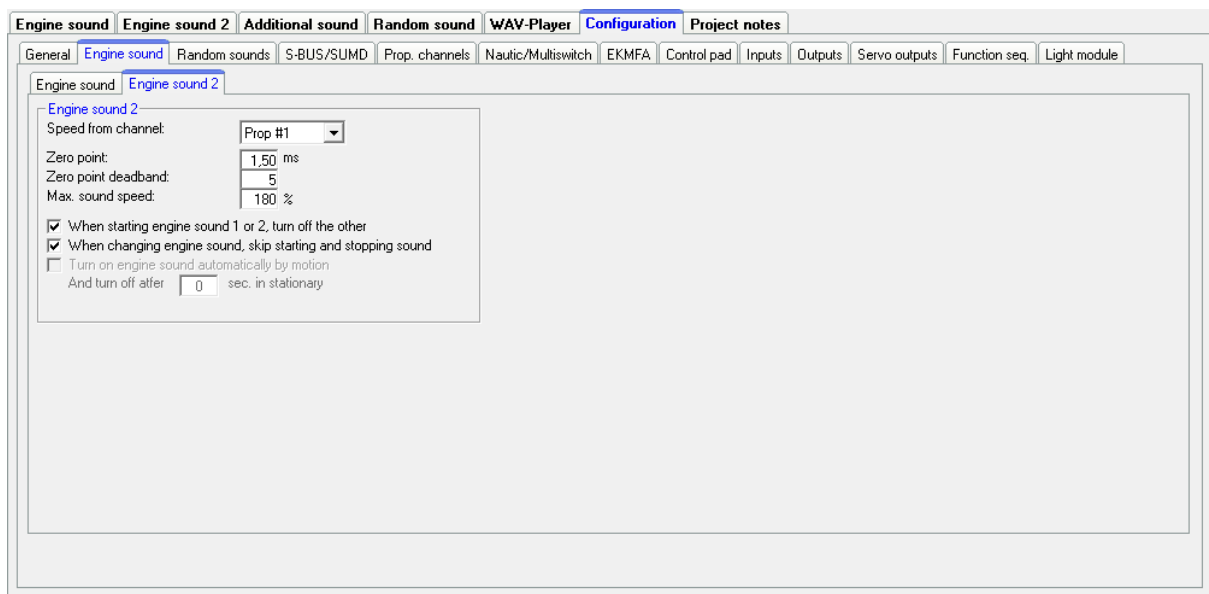 Engine sound Engine sound 2 Additional sound Random sound WAV-Player Configuration Project notes
General Engine sound Random sounds S-BUS/SUMD Prop. channels Nautic/Multiswitch EKMFA Control pad Inputs Outputs Servo outputs Function seq. Light module
Engine sound Engine sound 2
Engine sound 2
Speed from channel: Prop #1
Zero point: 1,50 ms
Zero point deadband: 5
Max. sound speed: 180 %
When starting engine sound 1 or 2, turn off the other
When changing engine sound, skip starting and stopping sound
Turn on engine sound automatically by motion
And turn off atfer 0 sec. in stationary